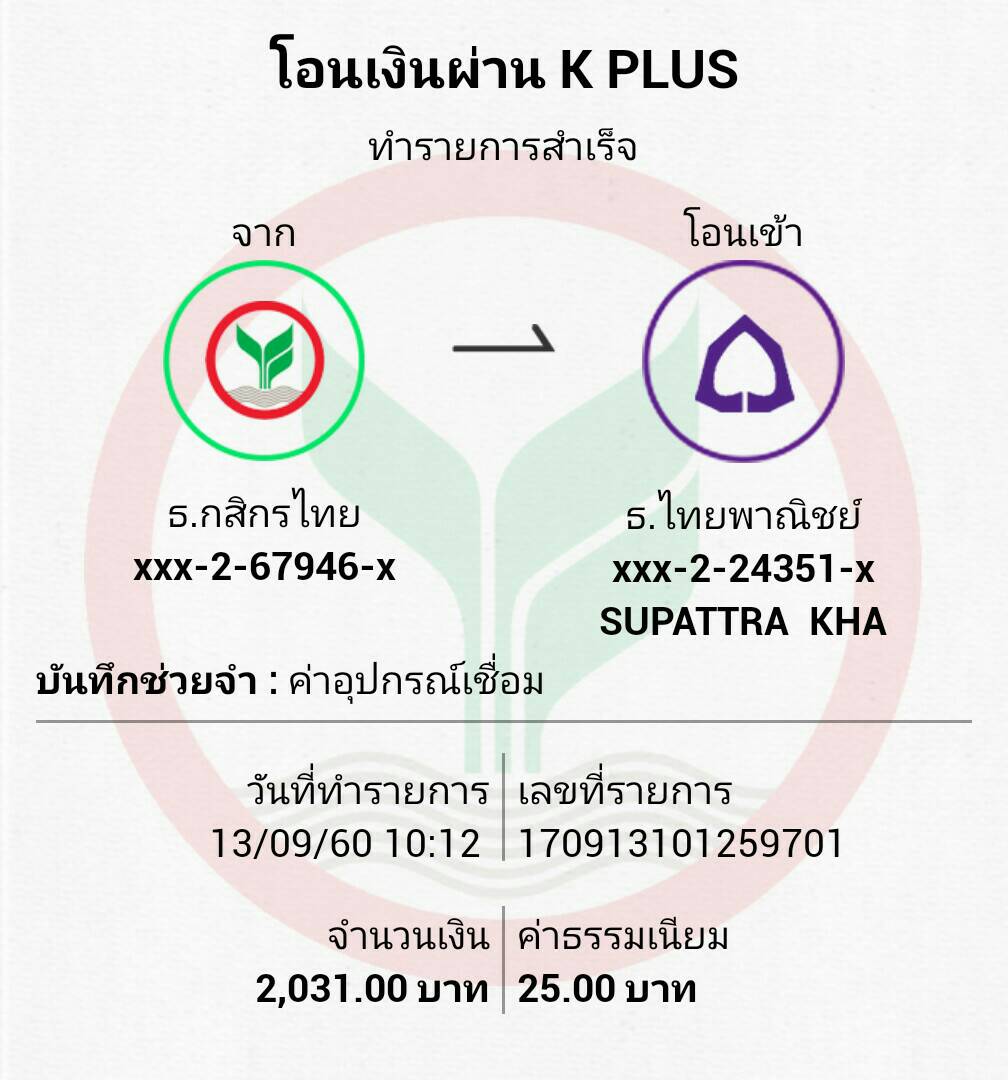 โอนเงินผ่าน K PLUS
ทำรายการสำเร็จ
จาก
โอนเข้า
ธ.กสิกรไทย
xxx-2-67946-x
ธ.ไทยพาณิชย์
xxx-2-24351-x
SUPATTRA KHA
บันทึกช่วยจำ : ค่าอุปกรณ์เชื่อม
วันที่ทำรายการ
13/09/60 10:12
เลขที่รายการ
170913101259701
จำนวนเงิน
2,031.00 บาท
ค่าธรรมเนียม
25.00 บาท